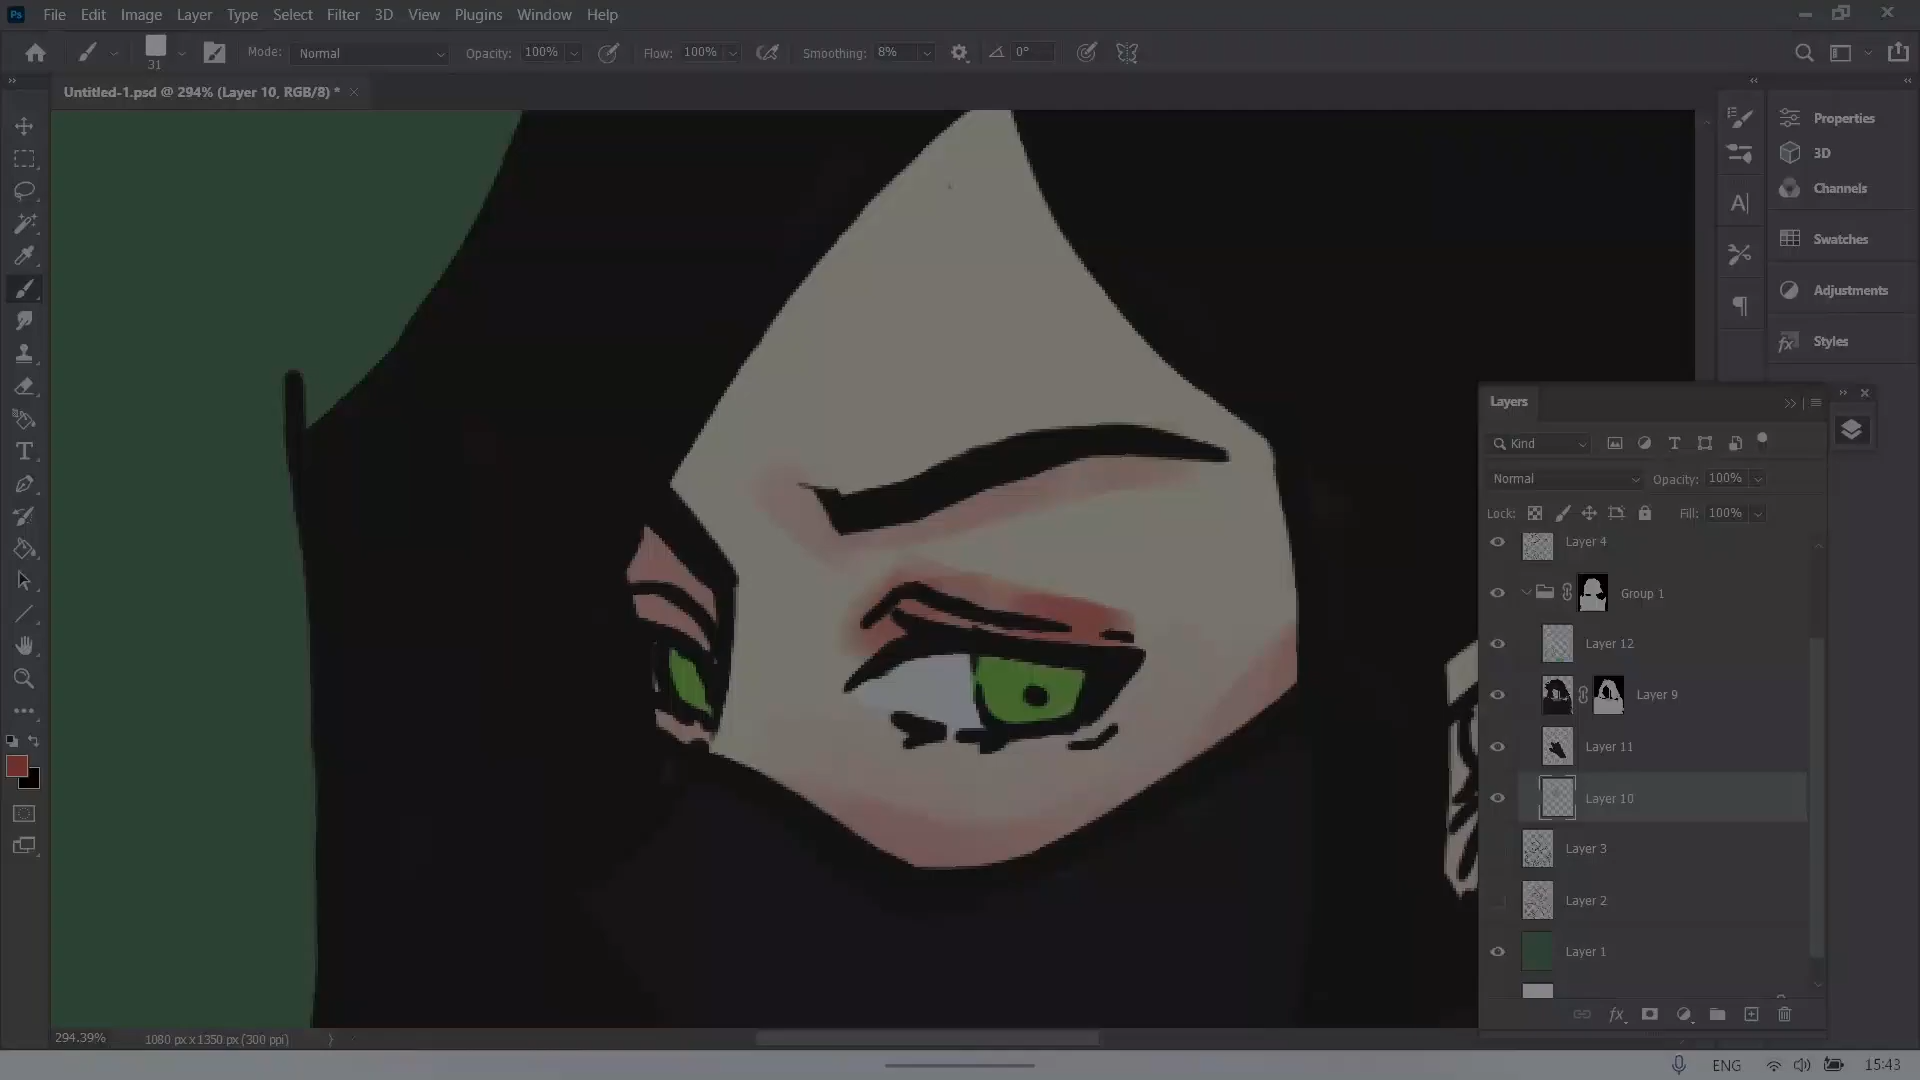 Ps File Edit Image Layer Type Select Filter 3D View Plugins Window Help
31 Mode: Normal Opacity: 100% Flow: 100% Smoothing: 8% 0°
Untitled-1.psd @ 294% (Layer 10, RGB/8) *
Properties
3D
Channels
Swatches
Adjustments
Styles
Layers
Kind
Normal Opacity: 100%
Lock: Fill: 100%
Layer 4
Group 1
Layer 12
Layer 9
Layer 11
Layer 10
Layer 3
Layer 2
Layer 1
294.39% 1080 px x 1350 px (300 ppi)
ENG 15:43